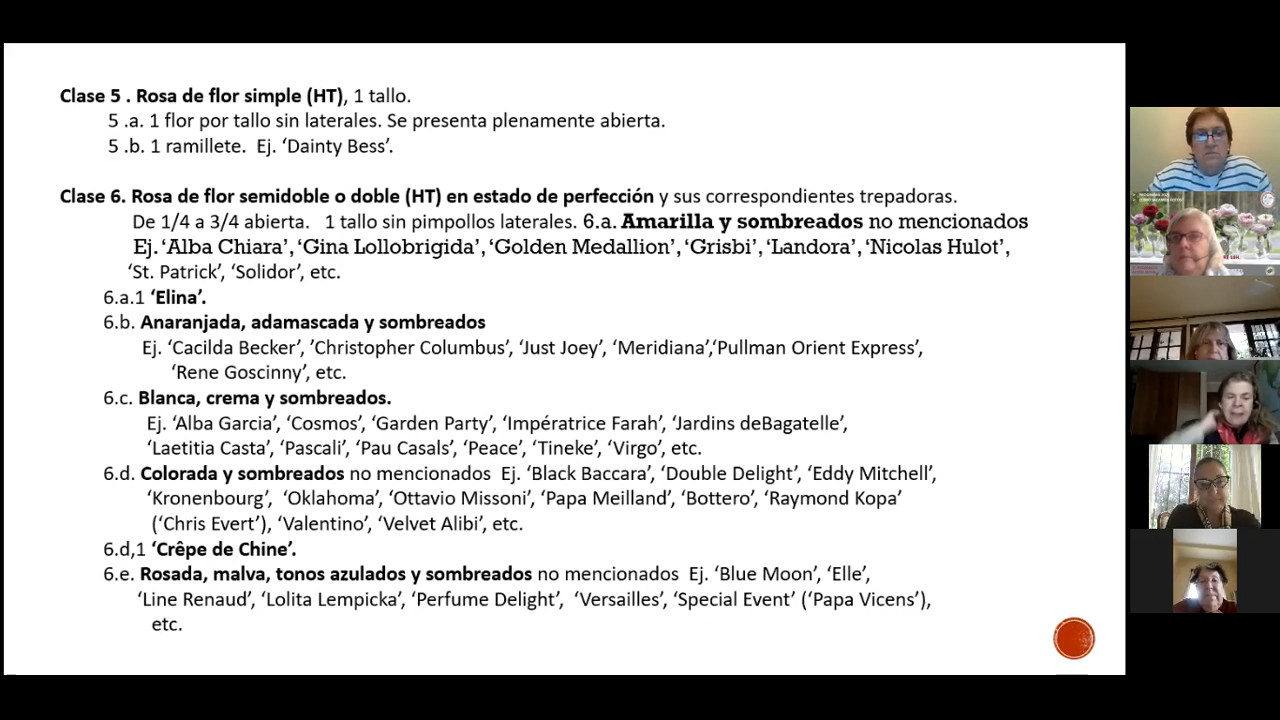 Clase 5 . Rosa de flor simple (HT), 1 tallo.
5 .a. 1 flor por tallo sin laterales. Se presenta plenamente abierta.
5 .b. 1 ramillete. Ej. ‘Dainty Bess’.
Clase 6. Rosa de flor semidoble o doble (HT) en estado de perfección y sus correspondientes trepadoras.
De 1/4 a 3/4 abierta. 1 tallo sin pimpollos laterales. 6.a. Amarilla y sombreados no mencionados
Ej. ‘Alba Chiara’, ‘Gina Lollobrigida’, ‘Golden Medallion’, ‘Grisbi’, ‘Landora’, ‘Nicolas Hulot’,
‘St. Patrick’, ‘Solidor’, etc.
6.a.1 ‘Elina’.
6.b. Anaranjada, adamascada y sombreados
Ej. ‘Cacilda Becker’, ’Christopher Columbus’, ‘Just Joey’, ‘Meridiana’,‘Pullman Orient Express’,
‘Rene Goscinny’, etc.
6.c. Blanca, crema y sombreados.
Ej. ‘Alba Garcia’, ‘Cosmos’, ‘Garden Party’, ‘Impératrice Farah’, ‘Jardins deBagatelle’,
‘Laetitia Casta’, ‘Pascali’, ‘Pau Casals’, ‘Peace’, ‘Tineke’, ‘Virgo’, etc.
6.d. Colorada y sombreados no mencionados Ej. ‘Black Baccara’, ‘Double Delight’, ‘Eddy Mitchell’,
‘Kronenbourg’, ‘Oklahoma’, ‘Ottavio Missoni’, ‘Papa Meilland’, ‘Bottero’, ‘Raymond Kopa’
(‘Chris Evert’), ‘Valentino’, ‘Velvet Alibi’, etc.
6.d,1 ‘Crêpe de Chine’.
6.e. Rosada, malva, tonos azulados y sombreados no mencionados Ej. ‘Blue Moon’, ‘Elle’,
‘Line Renaud’, ‘Lolita Lempicka’, ‘Perfume Delight’, ‘Versailles’, ‘Special Event’ (‘Papa Vicens’),
etc.